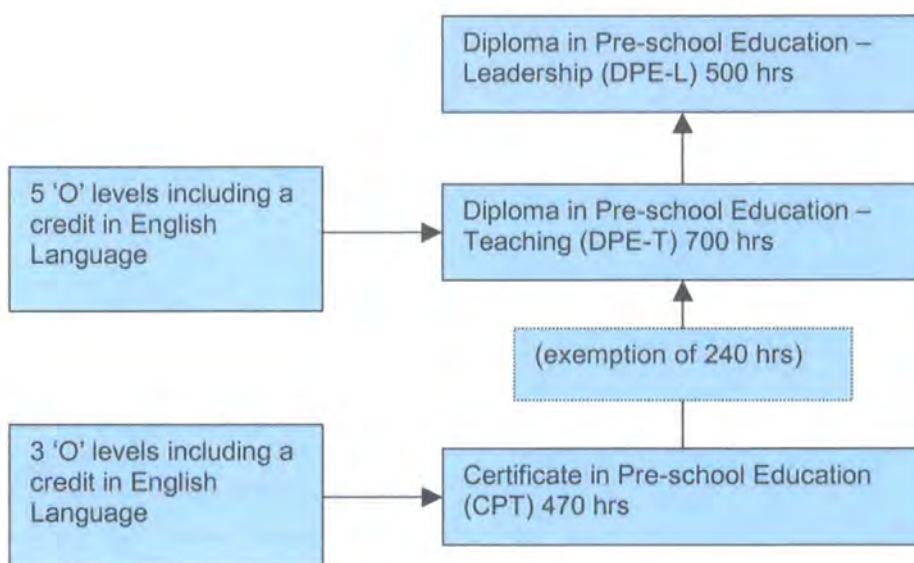 Diploma in Pre-school Education –
Leadership (DPE-L) 500 hrs
5 ‘O’ levels including a
credit in English
Language
Diploma in Pre-school Education –
Teaching (DPE-T) 700 hrs
(exemption of 240 hrs)
3 ‘O’ levels including a
credit in English
Language
Certificate in Pre-school Education
(CPT) 470 hrs